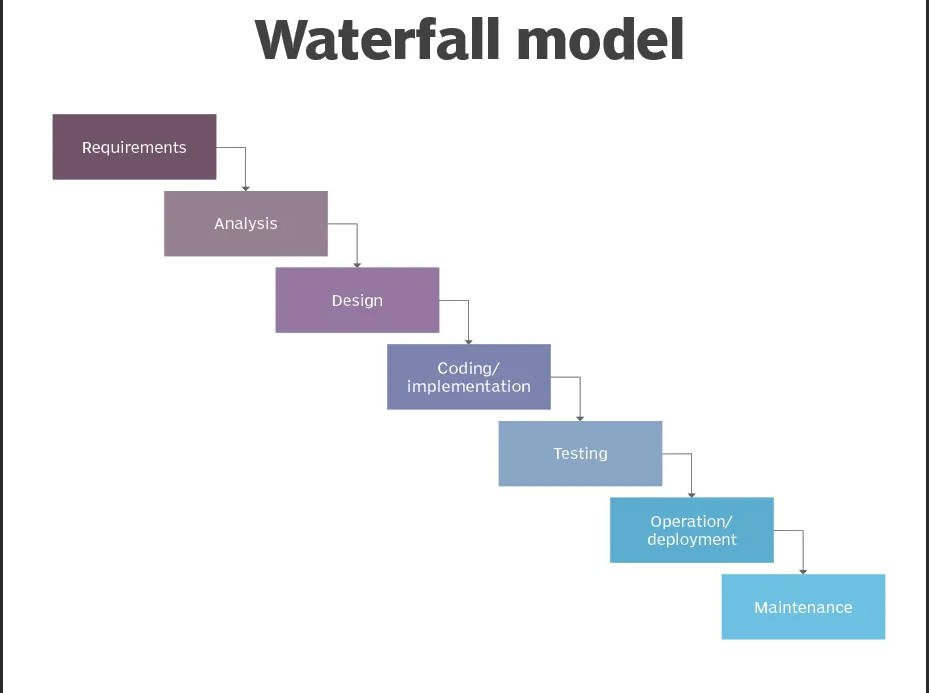 Waterfall model
Requirements
Analysis
Design
Coding/
implementation
Testing
Operation/
deployment
Maintenance